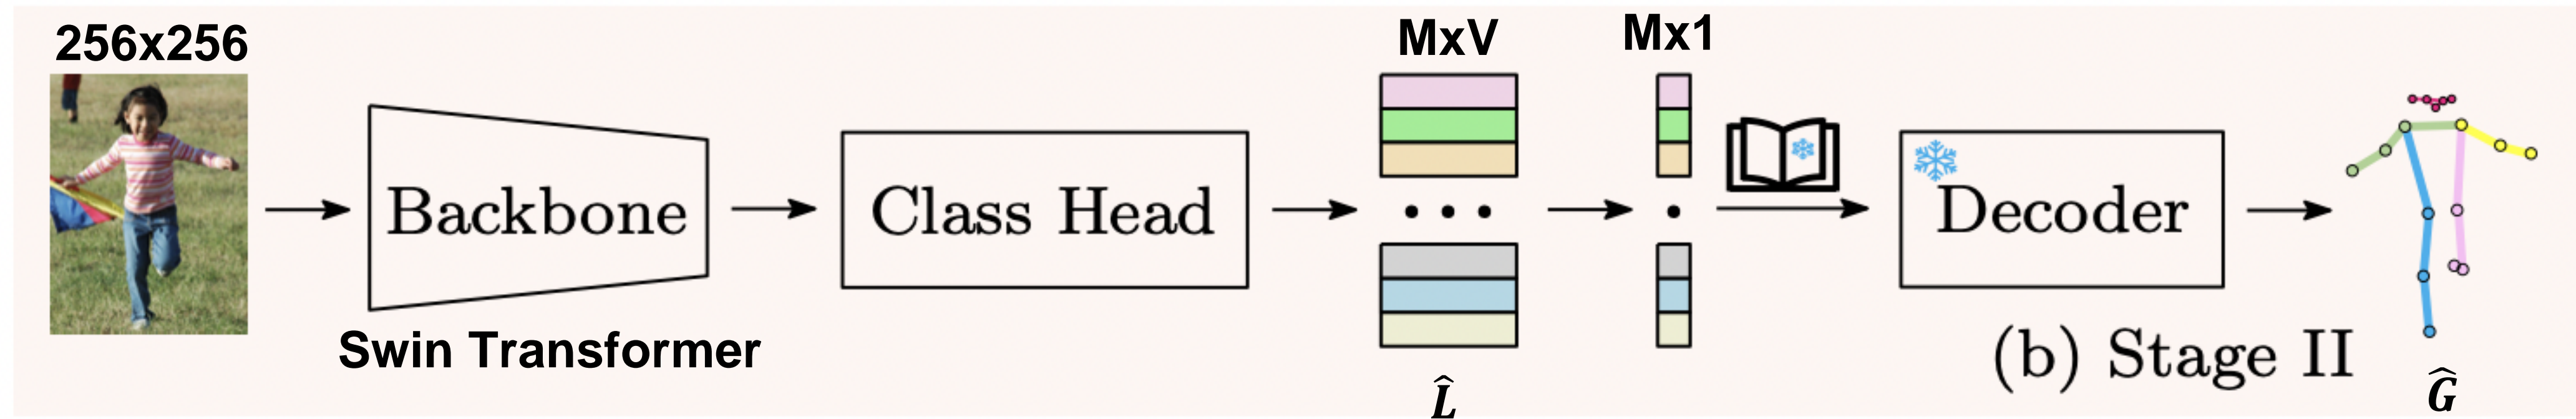 256x256
MxV
Mx1
Backbone
Class Head
Decoder
Swin Transformer
(b) Stage II
L̂
Ĝ